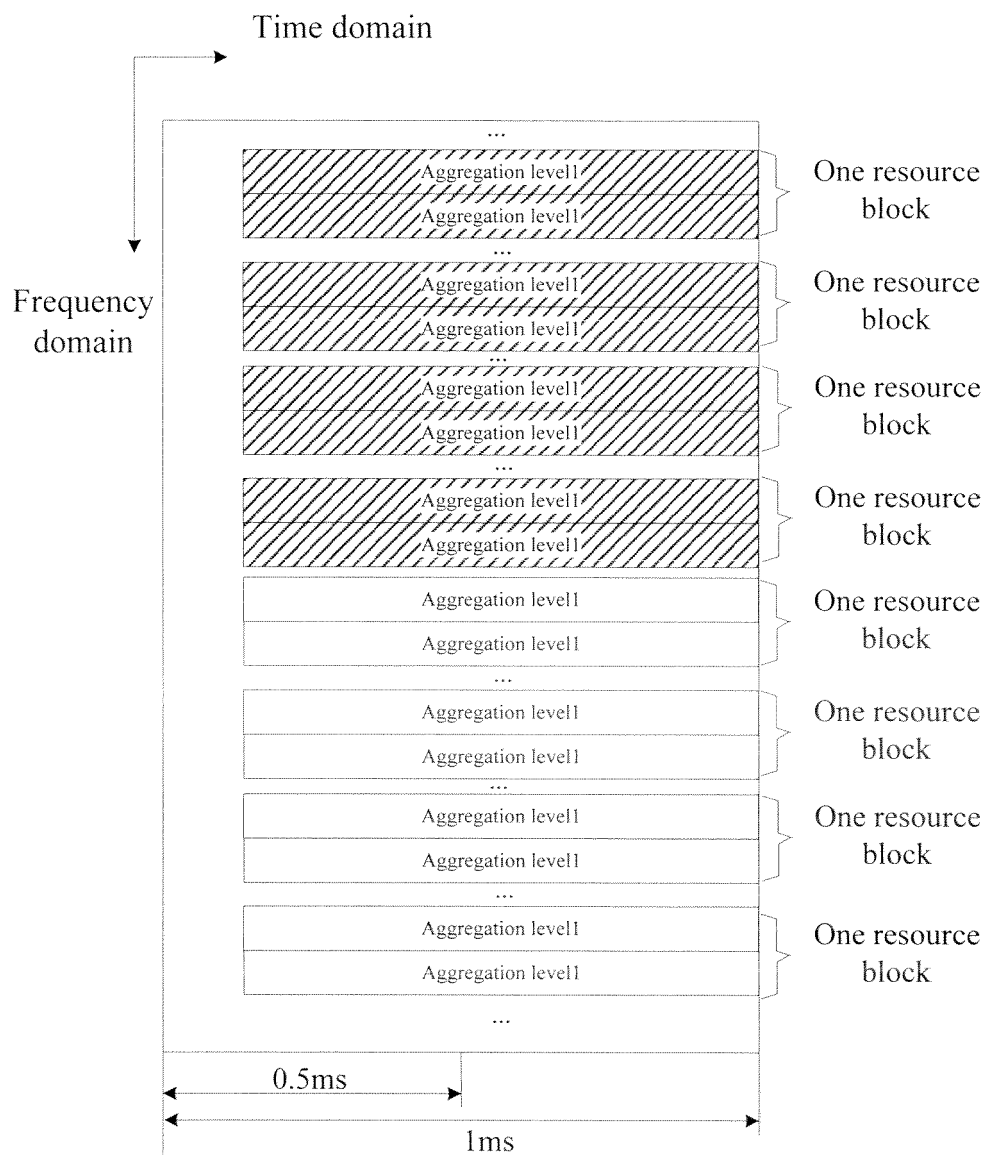 Time domain
Frequency
domain
...
Aggregation level1
Aggregation level1
One resource
block
...
Aggregation level1
Aggregation level1
One resource
block
...
Aggregation level1
Aggregation level1
One resource
block
...
Aggregation level1
Aggregation level1
One resource
block
Aggregation level1
Aggregation level1
One resource
block
...
Aggregation level1
Aggregation level1
One resource
block
...
Aggregation level1
Aggregation level1
One resource
block
...
Aggregation level1
Aggregation level1
One resource
block
...
0.5ms
1ms